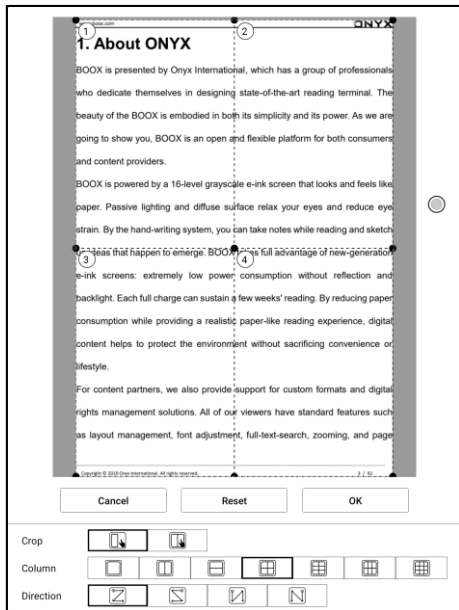 boox.com
ONYX
1
2
1. About ONYX
BOOX is presented by Onyx International, which has a group of professionals
who dedicate themselves in designing state-of-the-art reading terminal. The
beauty of the BOOX is embodied in both its simplicity and its power. As we are
going to show you, BOOX is an open and flexible platform for both consumers
and content providers.
BOOX is powered by a 16-level grayscale e-ink screen that looks and feels like
paper. Passive lighting and diffuse surface relax your eyes and reduce eye
strain. By the hand-writing system, you can take notes while reading and sketch
3
4
ideas that happen to emerge. BOOX full advantage of new-generation
e-ink screens: extremely low power consumption without reflection and
backlight. Each full charge can sustain a few weeks' reading. By reducing paper
consumption while providing a realistic paper-like reading experience, digital
content helps to protect the environment without sacrificing convenience or
lifestyle.
For content partners, we also provide support for custom formats and digital
rights management solutions. All of our viewers have standard features such
as layout management, font adjustment, full-text-search, zooming, and page
Copyright © 2019 Onyx International. All rights reserved.
3 / 92
Cancel
Reset
OK
Crop
Column
Direction